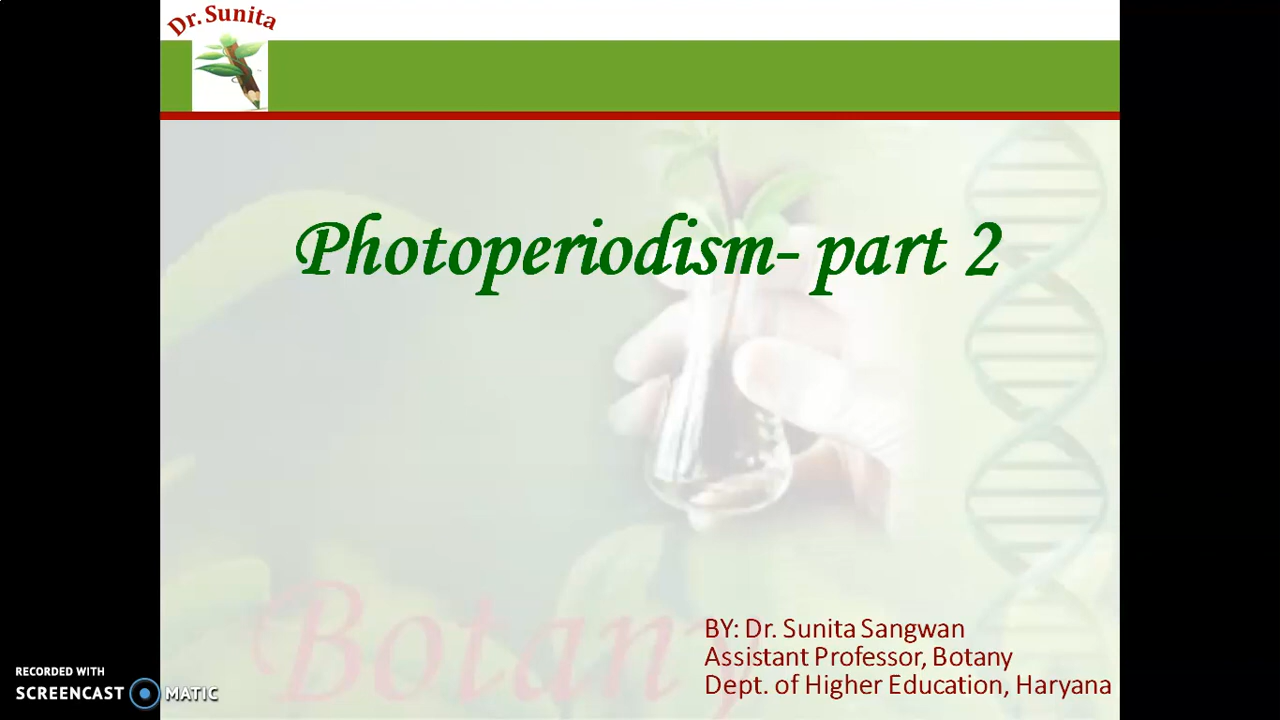 Dr. Sunita
Photoperiodism- part 2
Botany
BY: Dr. Sunita Sangwan
Assistant Professor, Botany
Dept. of Higher Education, Haryana
RECORDED WITH
SCREENCAST MATIC